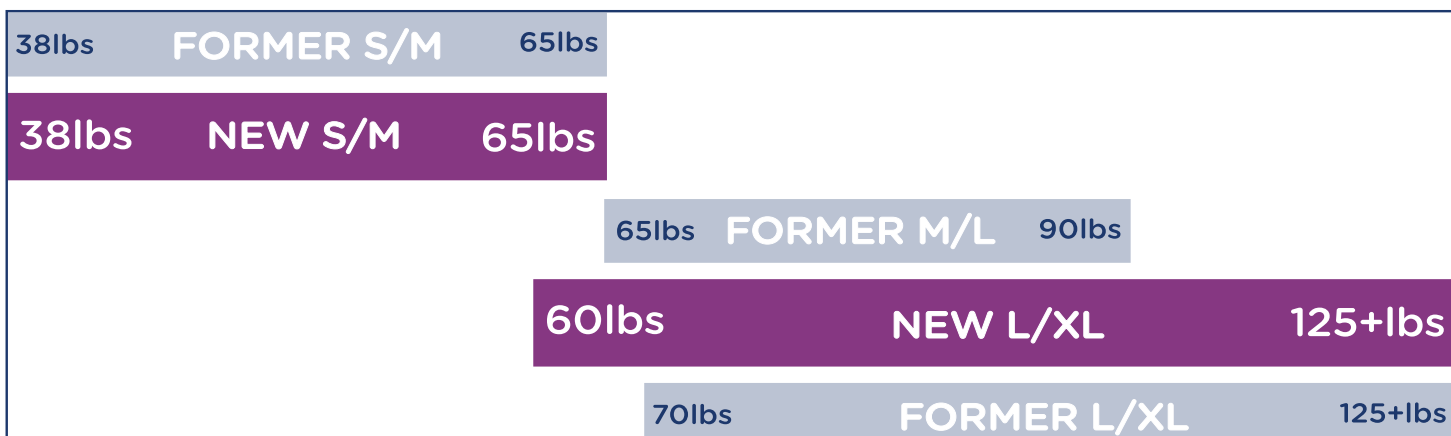 38lbs FORMER S/M 65lbs
38lbs NEW S/M 65lbs
65lbs FORMER M/L 90lbs
60lbs NEW L/XL 125+lbs
70lbs FORMER L/XL 125+lbs